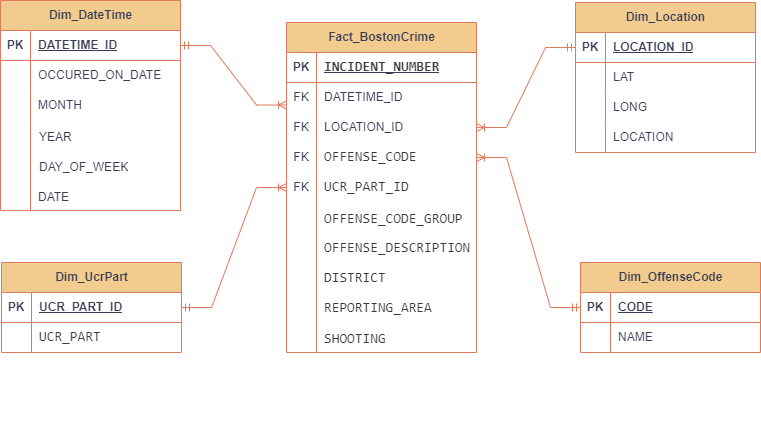 Dim_DateTime
PK DATETIME_ID
OCCURED_ON_DATE
MONTH
YEAR
DAY_OF_WEEK
DATE
Fact_BostonCrime
PK INCIDENT_NUMBER
FK DATETIME_ID
FK LOCATION_ID
FK OFFENSE_CODE
FK UCR_PART_ID
OFFENSE_CODE_GROUP
OFFENSE_DESCRIPTION
DISTRICT
REPORTING_AREA
SHOOTING
Dim_Location
PK LOCATION_ID
LAT
LONG
LOCATION
Dim_UcrPart
PK UCR_PART_ID
UCR_PART
Dim_OffenseCode
PK CODE
NAME